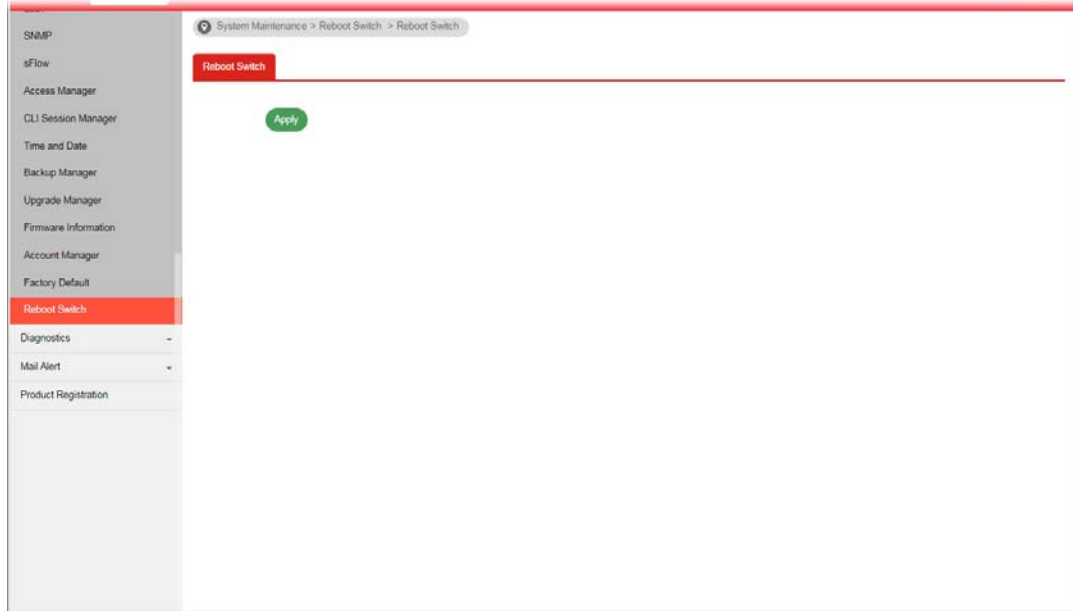 SNMP
sFlow
Access Manager
CLI Session Manager
Time and Date
Backup Manager
Upgrade Manager
Firmware Information
Account Manager
Factory Default
Reboot Switch
Diagnostics
Mail Alert
Product Registration
System Maintenance > Reboot Switch > Reboot Switch
Reboot Switch
Apply